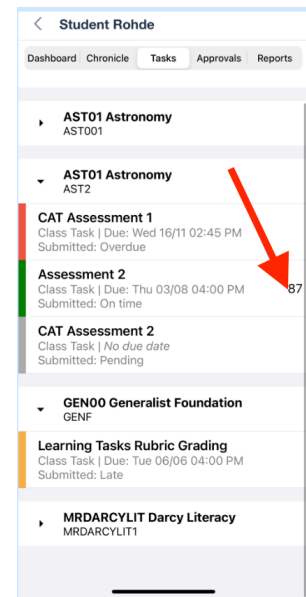 Student Rohde
Dashboard Chronicle Tasks Approvals Reports
AST01 Astronomy
AST001
AST01 Astronomy
AST2
CAT Assessment 1
Class Task | Due: Wed 16/11 02:45 PM
Submitted: Overdue
Assessment 2
Class Task | Due: Thu 03/08 04:00 PM 87
Submitted: On time
CAT Assessment 2
Class Task | No due date
Submitted: Pending
GEN00 Generalist Foundation
GENF
Learning Tasks Rubric Grading
Class Task | Due: Tue 06/06 04:00 PM
Submitted: Late
MRDARCYLIT Darcy Literacy
MRDARCYLIT1